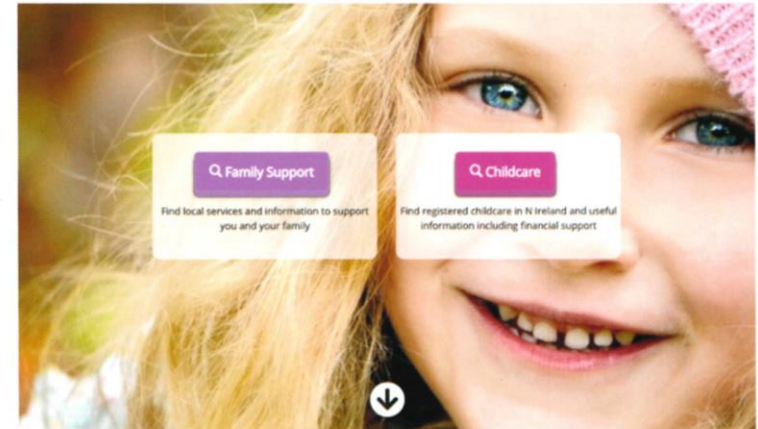 Family Support
Find local services and information to support
you and your family
Childcare
Find registered childcare in N Ireland and useful
information including financial support